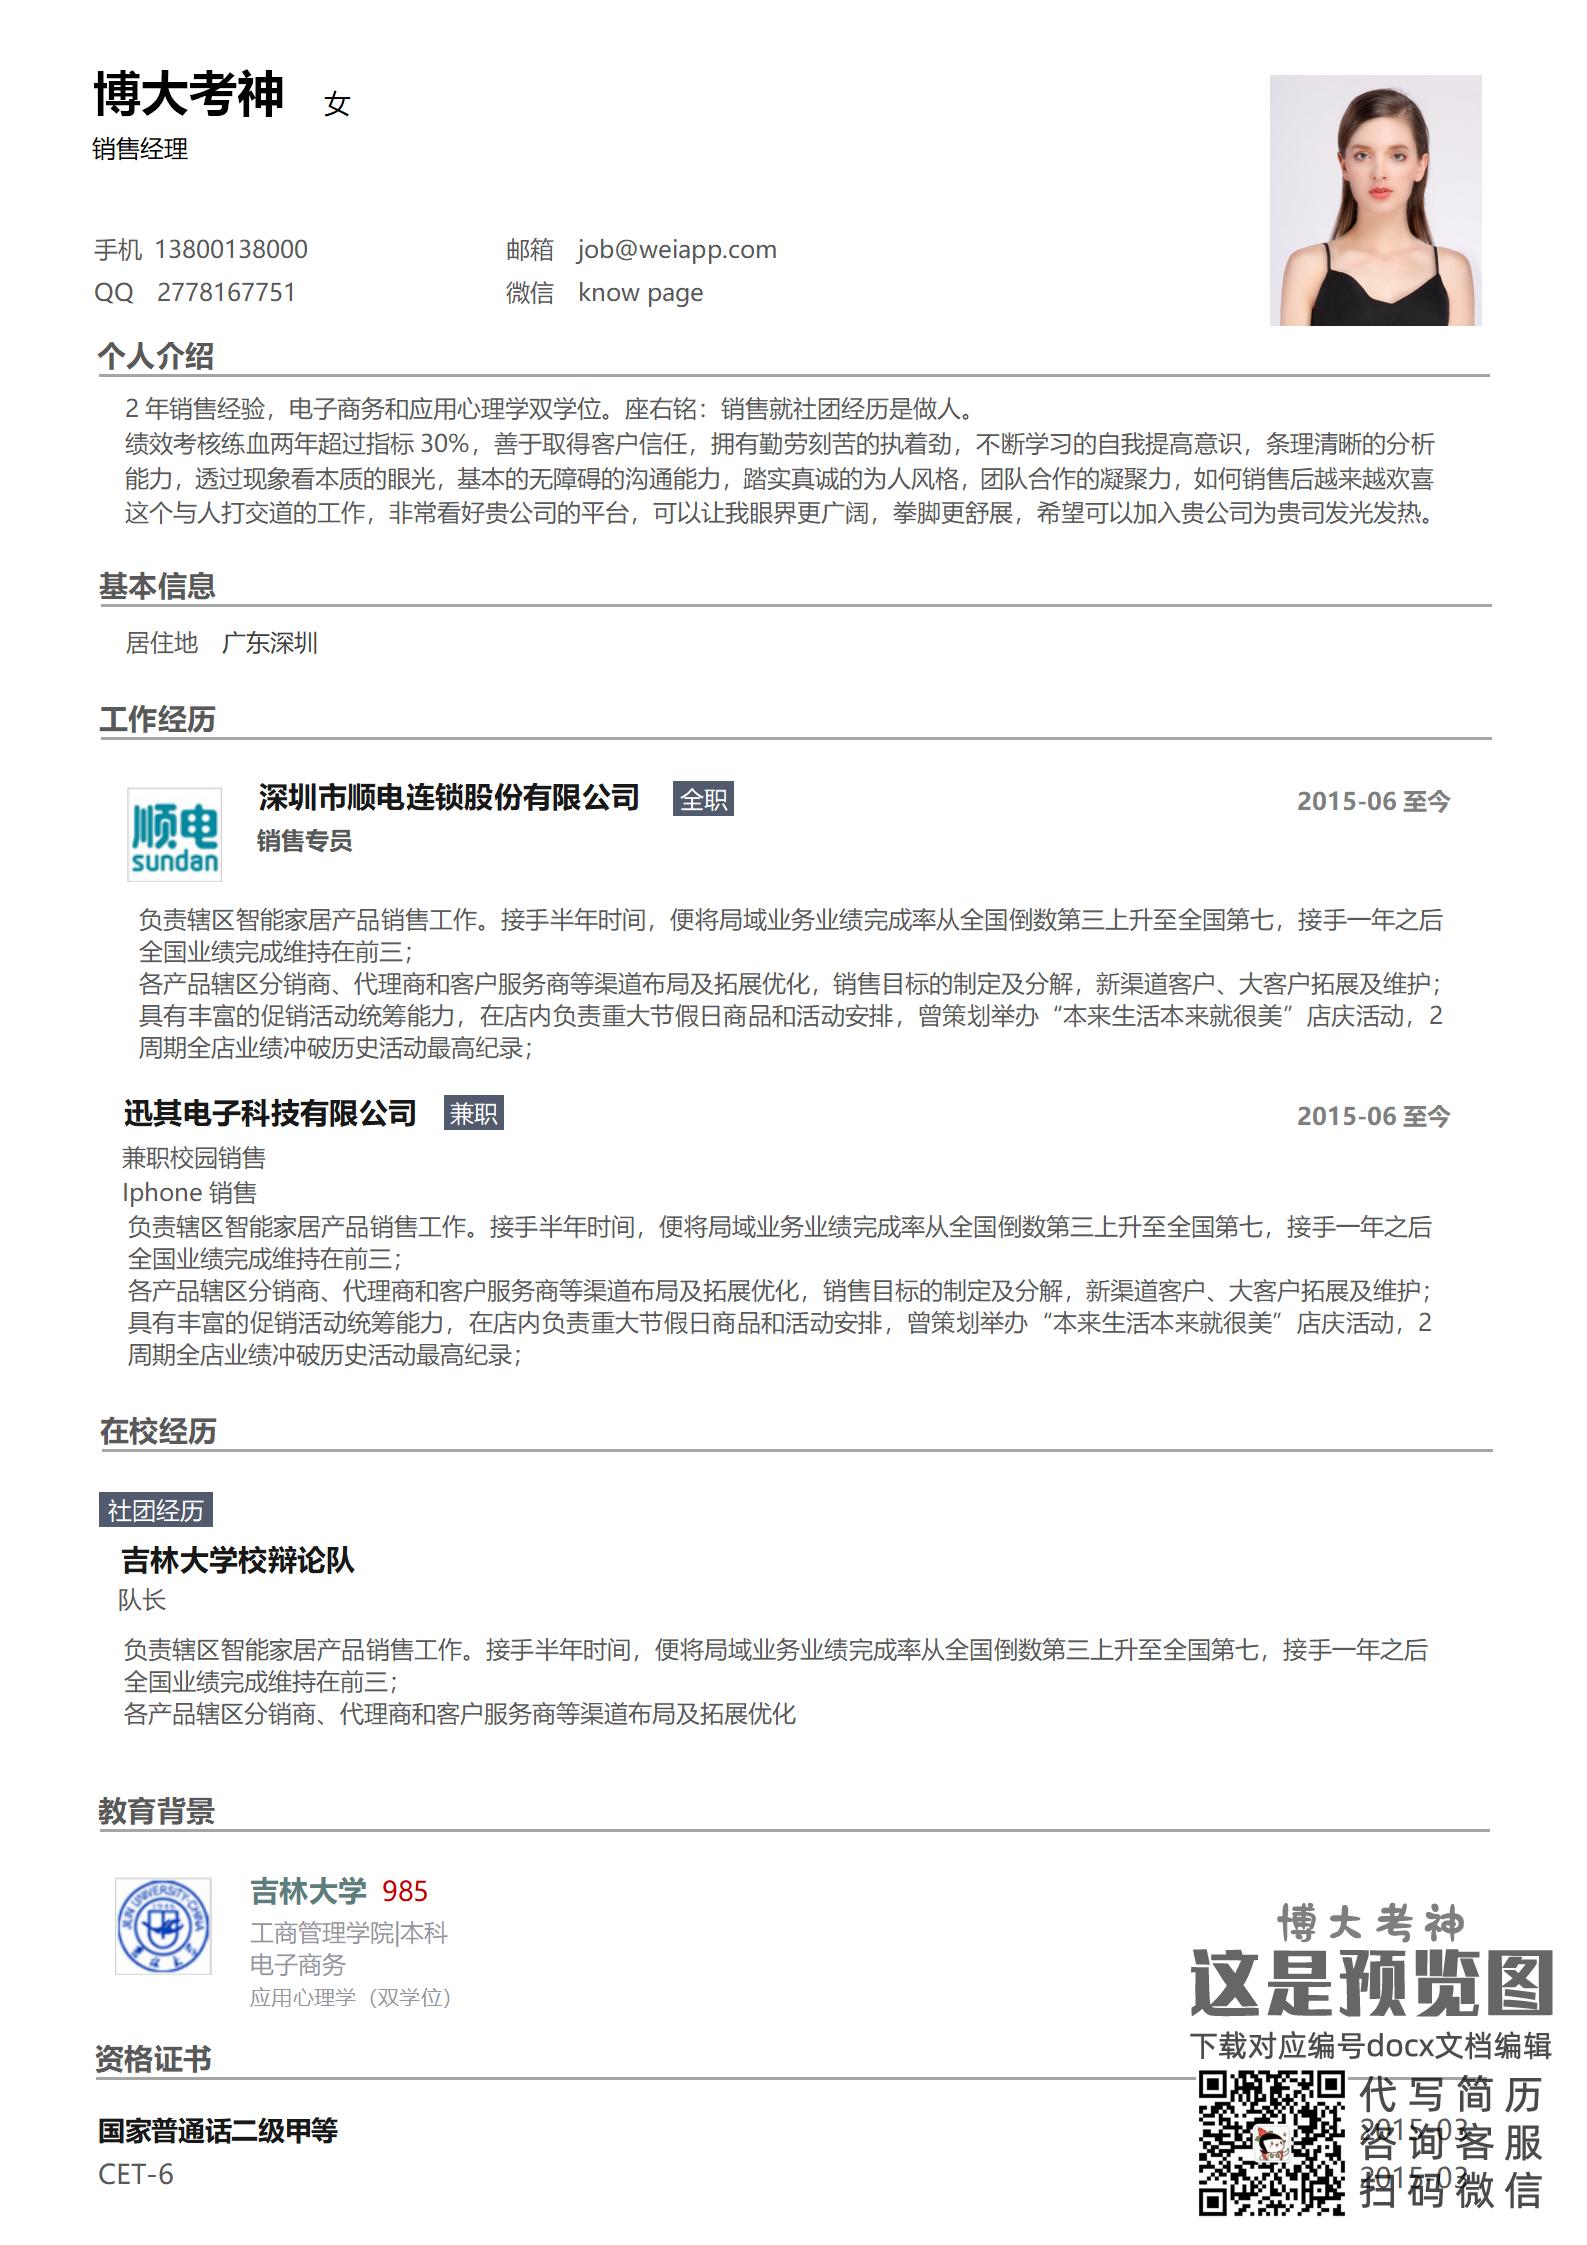 博大考神 女
销售经理
手机 13800138000 邮箱 job@weiapp.com
QQ 2778167751 微信 know page
个人介绍
2 年销售经验，电子商务和应用心理学双学位。座右铭：销售就社团经历是做人。
绩效考核练血两年超过指标 30%，善于取得客户信任，拥有勤劳刻苦的执着劲，不断学习的自我提高意识，条理清晰的分析
能力，透过现象看本质的眼光，基本的无障碍的沟通能力，踏实真诚的为人风格，团队合作的凝聚力，如何销售后越来越欢喜
这个与人打交道的工作，非常看好贵公司的平台，可以让我眼界更广阔，拳脚更舒展，希望可以加入贵公司为贵司发光发热。
基本信息
居住地 广东深圳
工作经历
顺电
sundan
深圳市顺电连锁股份有限公司 全职 2015-06 至今
销售专员
负责辖区智能家居产品销售工作。接手半年时间，便将局域业务业绩完成率从全国倒数第三上升至全国第七，接手一年之后
全国业绩完成维持在前三；
各产品辖区分销商、代理商和客户服务商等渠道布局及拓展优化，销售目标的制定及分解，新渠道客户、大客户拓展及维护；
具有丰富的促销活动统筹能力，在店内负责重大节假日商品和活动安排，曾策划举办“本来生活本来就很美”店庆活动，2
周期全店业绩冲破历史活动最高纪录；
迅其电子科技有限公司 兼职 2015-06 至今
兼职校园销售
Iphone 销售
负责辖区智能家居产品销售工作。接手半年时间，便将局域业务业绩完成率从全国倒数第三上升至全国第七，接手一年之后
全国业绩完成维持在前三；
各产品辖区分销商、代理商和客户服务商等渠道布局及拓展优化，销售目标的制定及分解，新渠道客户、大客户拓展及维护；
具有丰富的促销活动统筹能力，在店内负责重大节假日商品和活动安排，曾策划举办“本来生活本来就很美”店庆活动，2
周期全店业绩冲破历史活动最高纪录；
在校经历
社团经历
吉林大学校辩论队
队长
负责辖区智能家居产品销售工作。接手半年时间，便将局域业务业绩完成率从全国倒数第三上升至全国第七，接手一年之后
全国业绩完成维持在前三；
各产品辖区分销商、代理商和客户服务商等渠道布局及拓展优化
教育背景
JILIN UNIVERSITY·CHINA
1946
吉林大学 985
工商管理学院|本科
电子商务
应用心理学（双学位）
博大考神
这是预览图
下载对应编号docx文档编辑
代写简历
咨询客服
扫码微信
资格证书
国家普通话二级甲等 2015-03
CET-6 2015-03